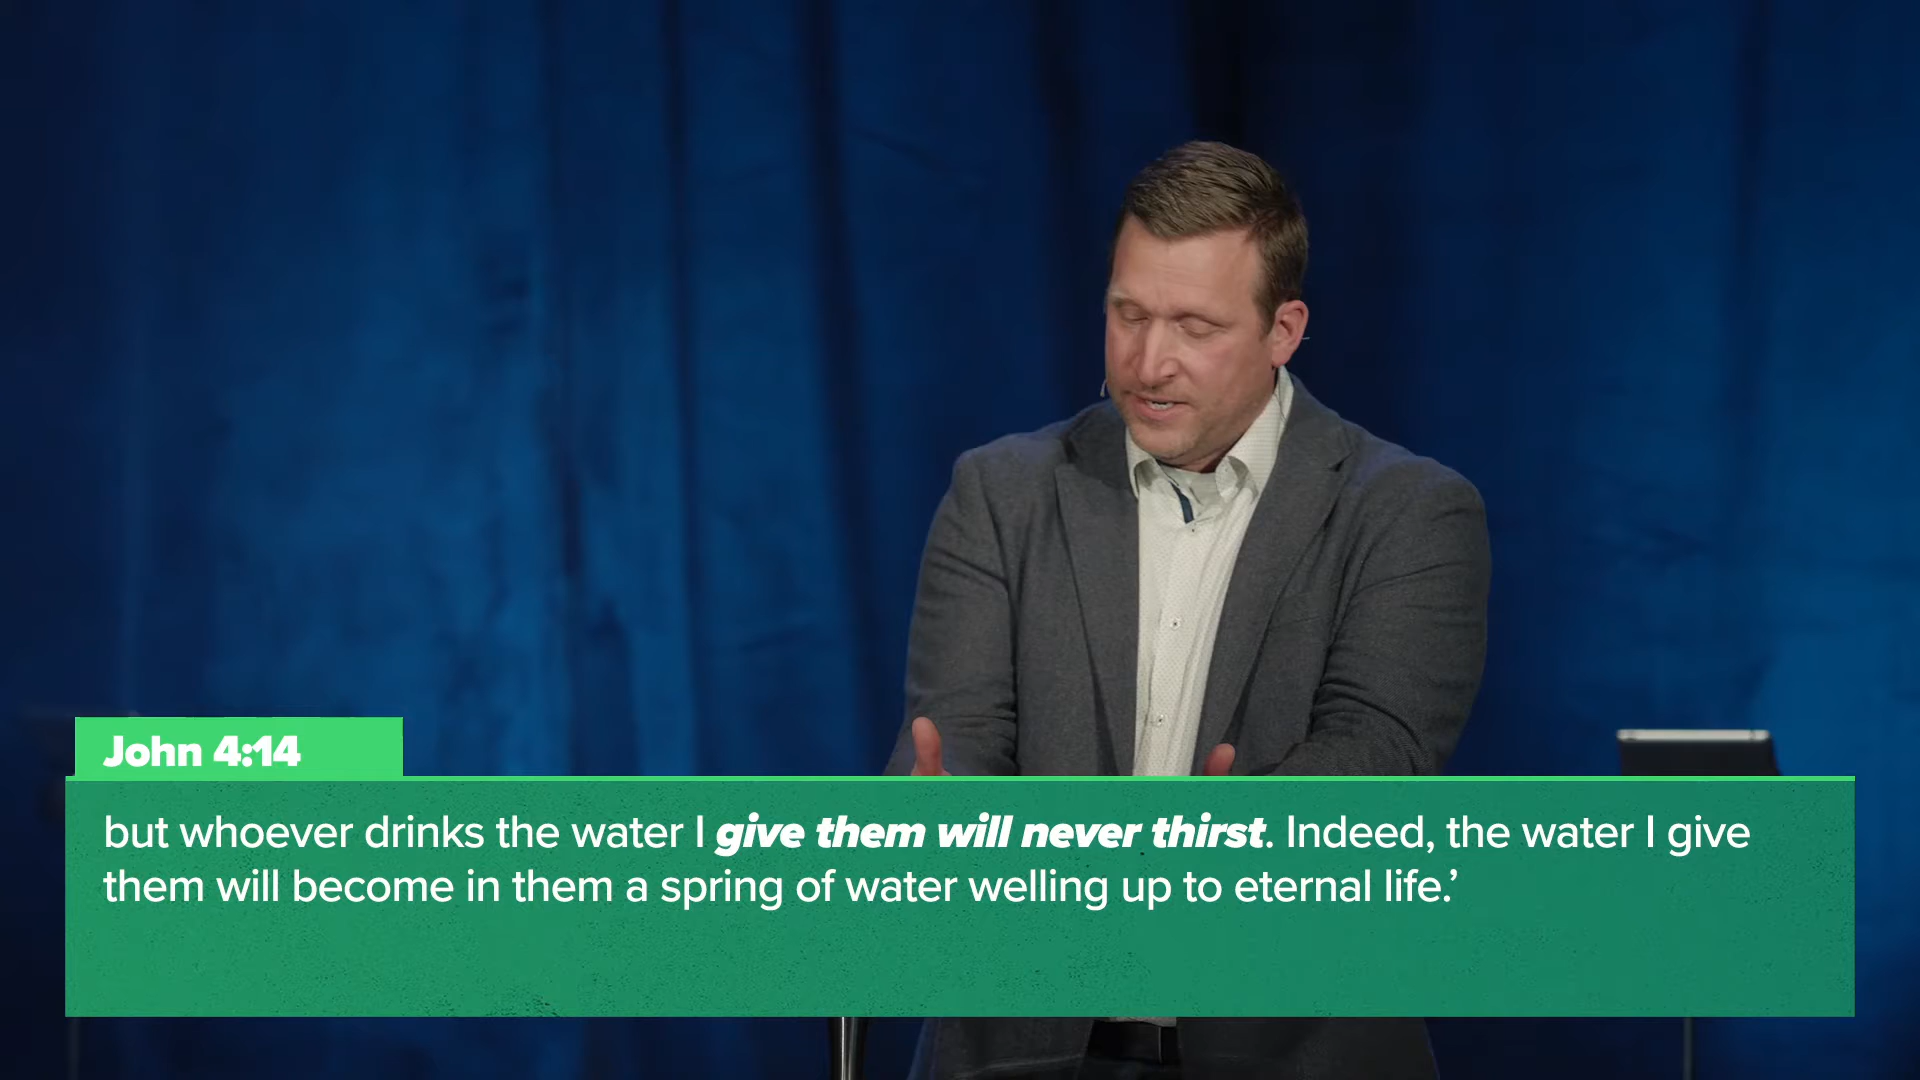 John 4:14
but whoever drinks the water I give them will never thirst. Indeed, the water I give
them will become in them a spring of water welling up to eternal life.’